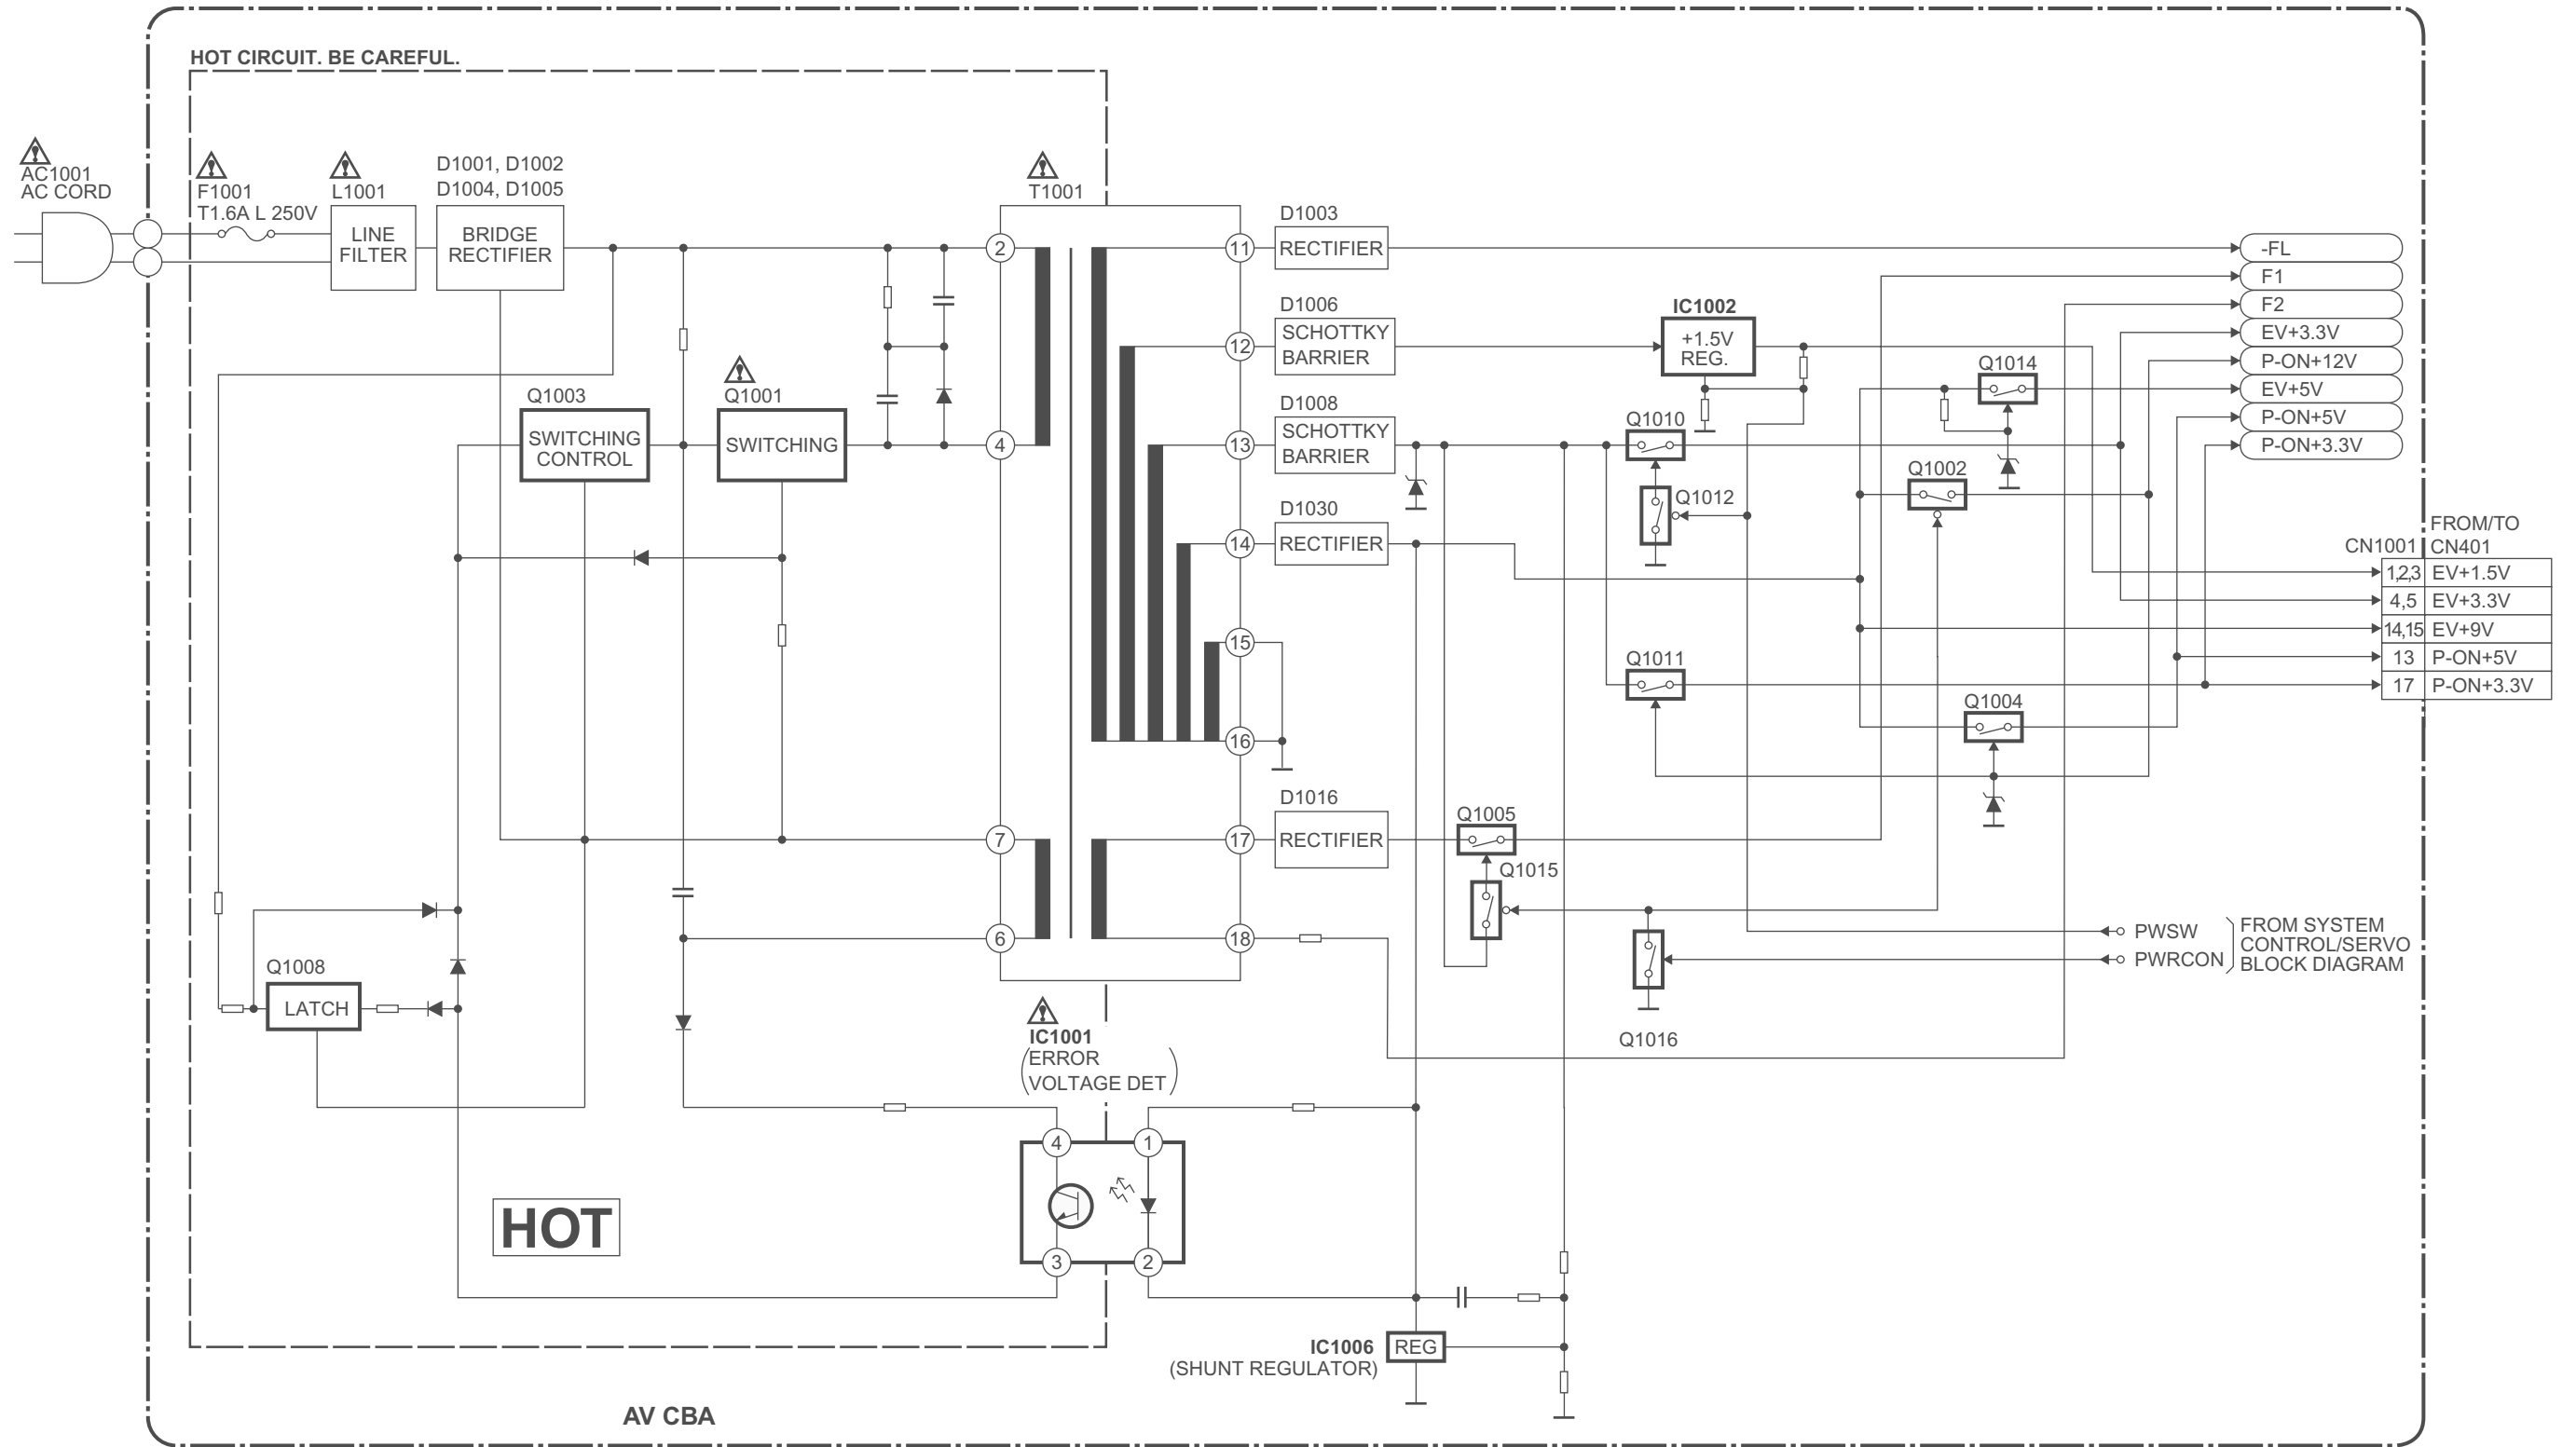 HOT CIRCUIT. BE CAREFUL.
AC1001
AC CORD
F1001
T1.6A L 250V
L1001
LINE
FILTER
D1001, D1002
D1004, D1005
BRIDGE
RECTIFIER
T1001
2
4
7
6
11
12
13
14
15
16
17
18
Q1003
SWITCHING
CONTROL
Q1001
SWITCHING
Q1008
LATCH
HOT
IC1001
ERROR
VOLTAGE DET
4
1
3
2
D1003
RECTIFIER
D1006
SCHOTTKY
BARRIER
D1008
SCHOTTKY
BARRIER
D1030
RECTIFIER
D1016
RECTIFIER
IC1002
+1.5V
REG.
Q1010
Q1012
Q1014
Q1002
Q1011
Q1004
Q1005
Q1015
Q1016
IC1006
REG
(SHUNT REGULATOR)
-FL
F1
F2
EV+3.3V
P-ON+12V
EV+5V
P-ON+5V
P-ON+3.3V
FROM/TO
CN1001 CN401
1,2,3 EV+1.5V
4,5 EV+3.3V
14,15 EV+9V
13 P-ON+5V
17 P-ON+3.3V
PWSW
PWRCON
FROM SYSTEM
CONTROL/SERVO
BLOCK DIAGRAM
AV CBA